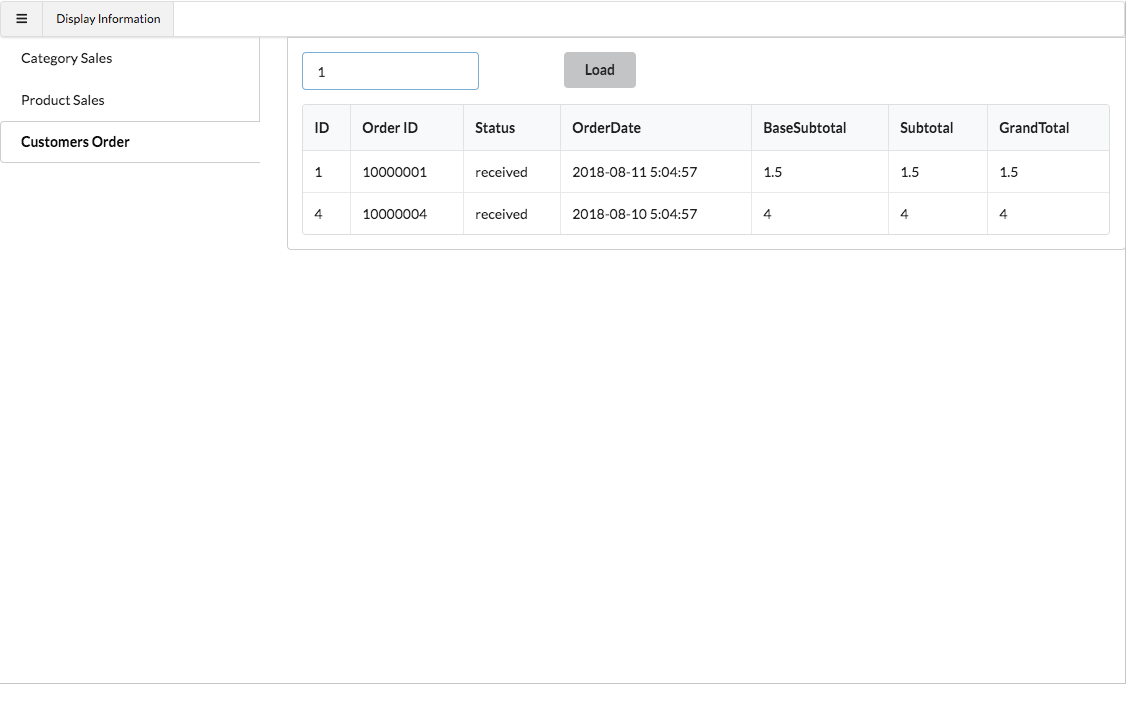 Display Information
Category Sales
Product Sales
Customers Order
1
Load
ID Order ID Status OrderDate BaseSubtotal Subtotal GrandTotal
1 10000001 received 2018-08-11 5:04:57 1.5 1.5 1.5
4 10000004 received 2018-08-10 5:04:57 4 4 4